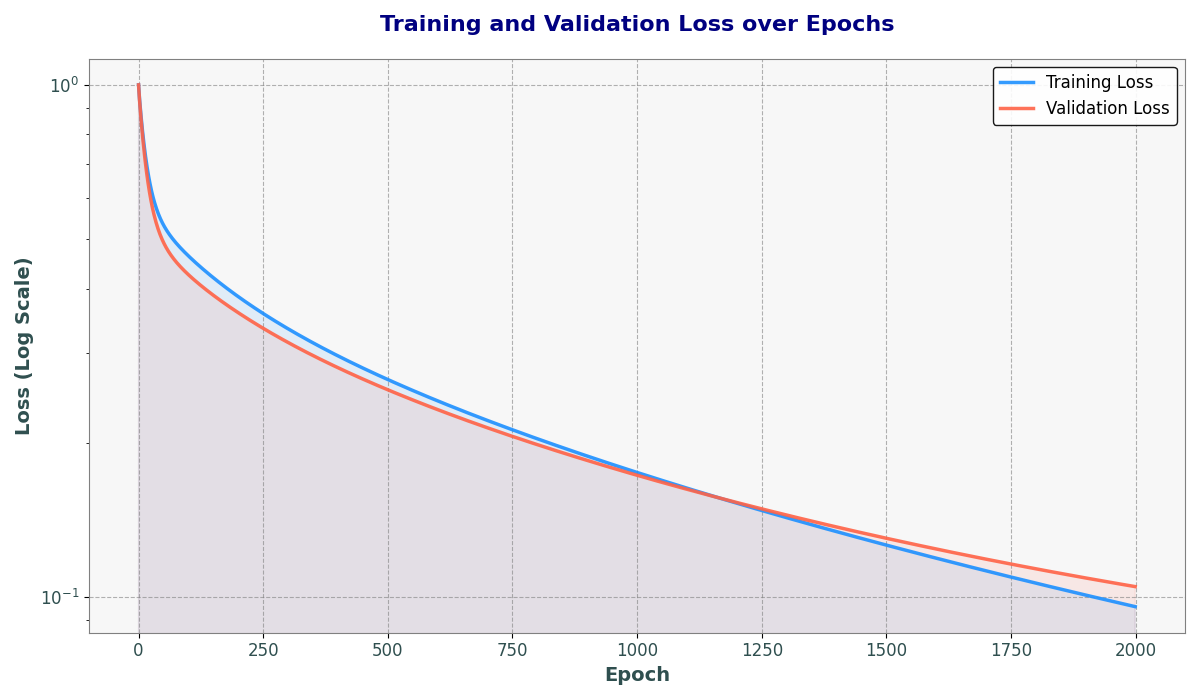 Training and Validation Loss over Epochs
Training Loss
Validation Loss
Loss (Log Scale)
10⁰
10⁻¹
0 250 500 750 1000 1250 1500 1750 2000
Epoch